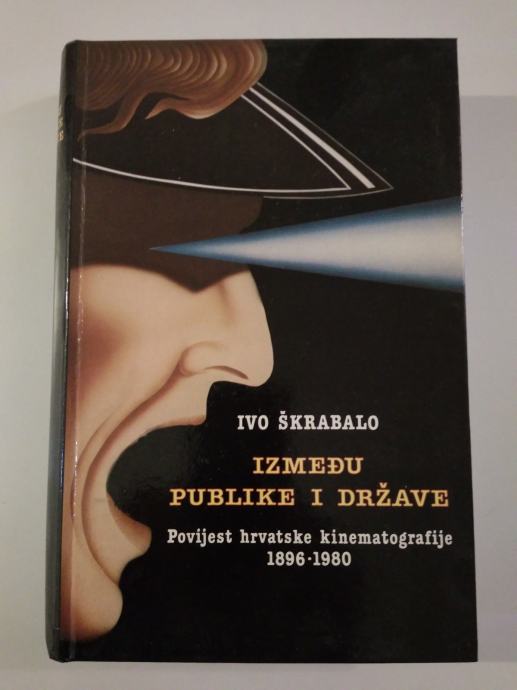 IVO ŠKRABALO
IZMEĐU
PUBLIKE I DRŽAVE
Povijest hrvatske kinematografije
1896-1980